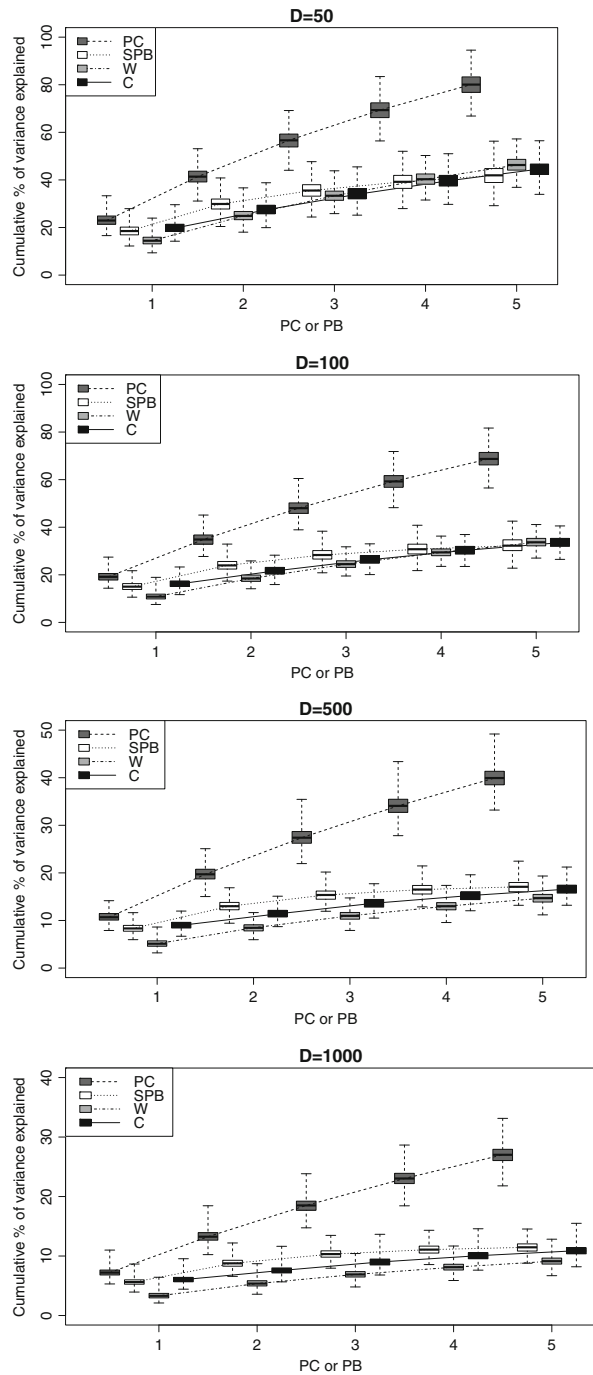 D=50
Cumulative % of variance explained
0 20 40 60 80 100
PC
SPB
W
C
1 2 3 4 5
PC or PB
D=100
Cumulative % of variance explained
0 20 40 60 80 100
PC
SPB
W
C
1 2 3 4 5
PC or PB
D=500
Cumulative % of variance explained
0 10 20 30 40 50
PC
SPB
W
C
1 2 3 4 5
PC or PB
D=1000
Cumulative % of variance explained
0 10 20 30 40
PC
SPB
W
C
1 2 3 4 5
PC or PB